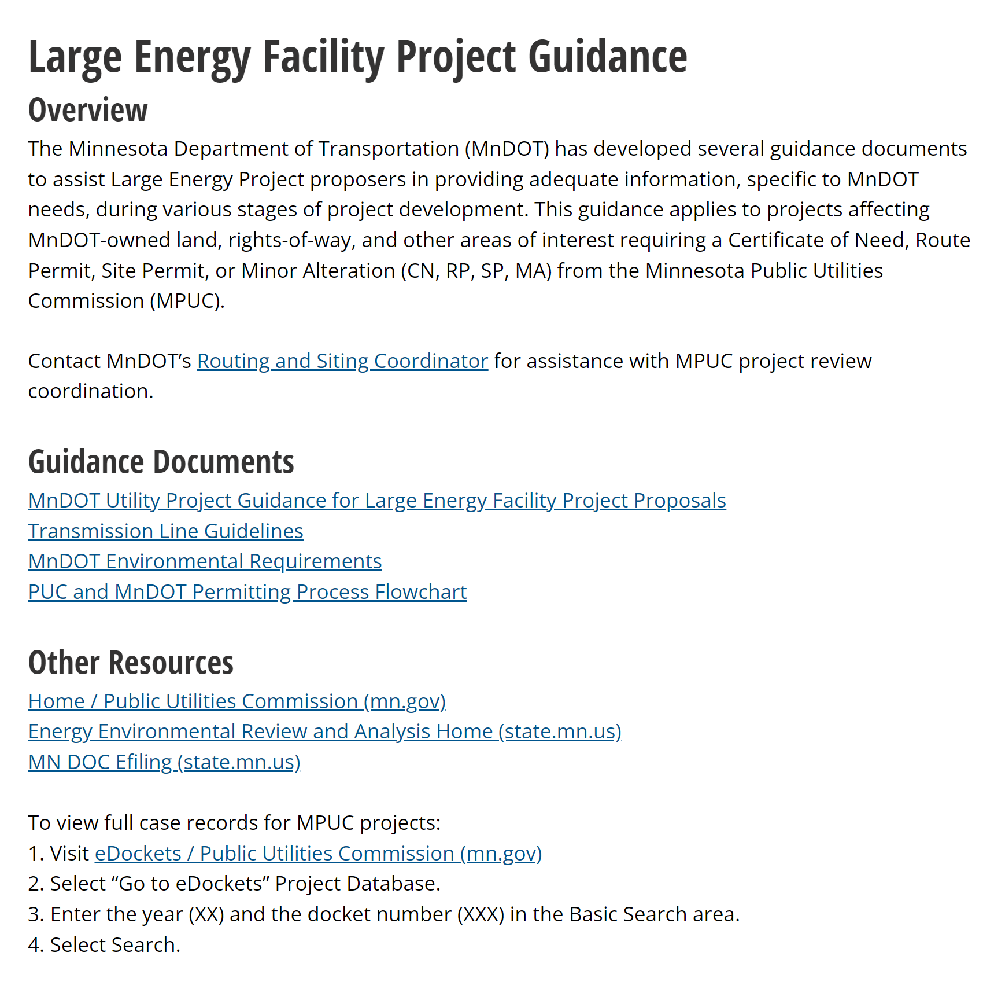 Large Energy Facility Project Guidance
Overview
The Minnesota Department of Transportation (MnDOT) has developed several guidance documents
to assist Large Energy Project proposers in providing adequate information, specific to MnDOT
needs, during various stages of project development. This guidance applies to projects affecting
MnDOT-owned land, rights-of-way, and other areas of interest requiring a Certificate of Need, Route
Permit, Site Permit, or Minor Alteration (CN, RP, SP, MA) from the Minnesota Public Utilities
Commission (MPUC).
Contact MnDOT’s Routing and Siting Coordinator for assistance with MPUC project review
coordination.
Guidance Documents
MnDOT Utility Project Guidance for Large Energy Facility Project Proposals
Transmission Line Guidelines
MnDOT Environmental Requirements
PUC and MnDOT Permitting Process Flowchart
Other Resources
Home / Public Utilities Commission (mn.gov)
Energy Environmental Review and Analysis Home (state.mn.us)
MN DOC Efiling (state.mn.us)
To view full case records for MPUC projects:
1. Visit eDockets / Public Utilities Commission (mn.gov)
2. Select “Go to eDockets” Project Database.
3. Enter the year (XX) and the docket number (XXX) in the Basic Search area.
4. Select Search.